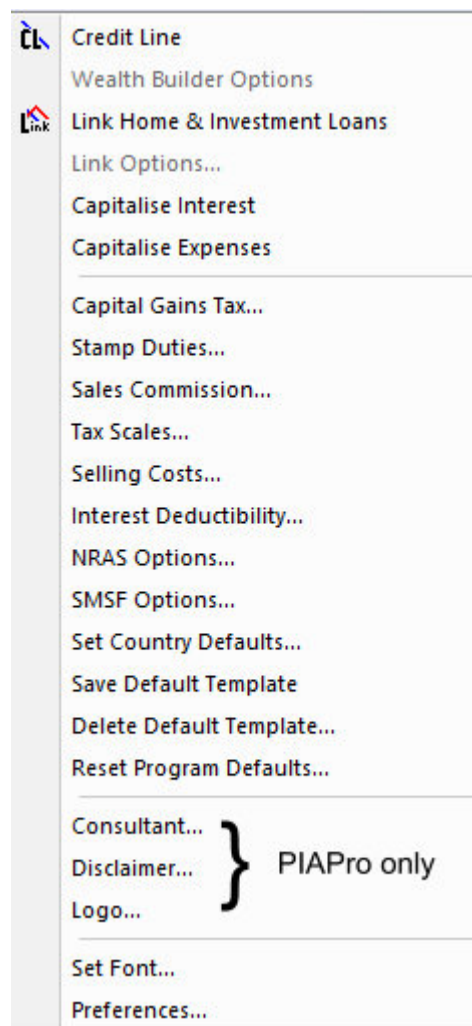 CL Credit Line
Wealth Builder Options
Link Link Home & Investment Loans
Link Options...
Capitalise Interest
Capitalise Expenses
Capital Gains Tax...
Stamp Duties...
Sales Commission...
Tax Scales...
Selling Costs...
Interest Deductibility...
NRAS Options...
SMSF Options...
Set Country Defaults...
Save Default Template
Delete Default Template...
Reset Program Defaults...
Consultant...
Disclaimer... } PIAPro only
Logo...
Set Font...
Preferences...